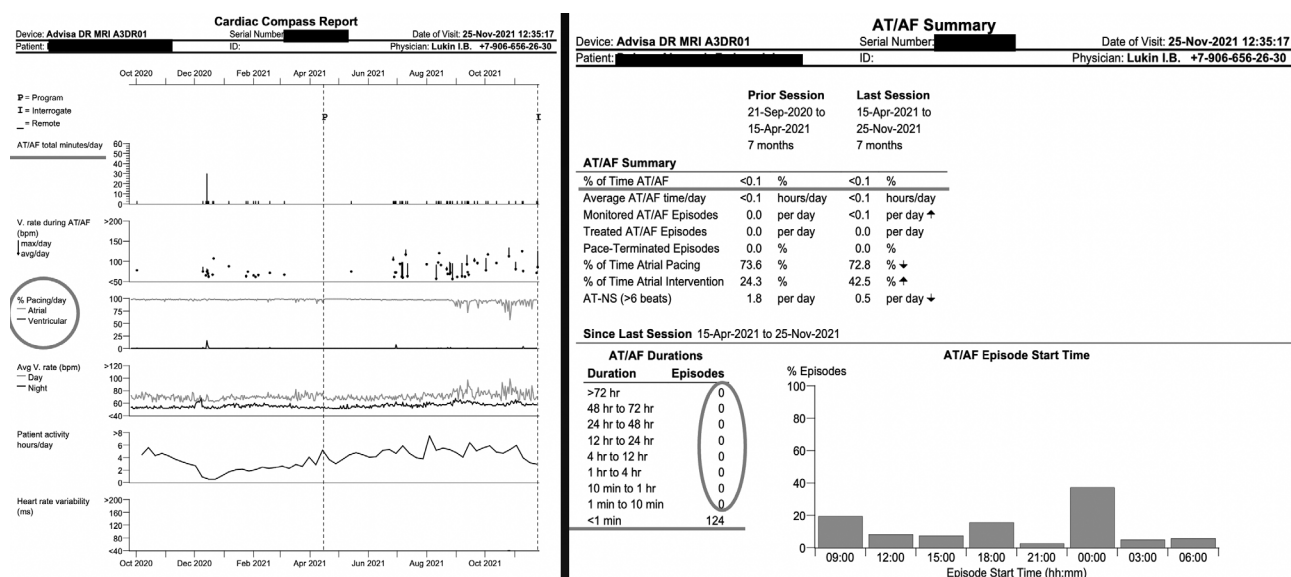 Cardiac Compass Report
Device: Advisa DR MRI A3DR01 Serial Number: Date of Visit: 25-Nov-2021 12:35:17
Patient: ID: Physician: Lukin I.B. +7-906-656-26-30
Oct 2020 Dec 2020 Feb 2021 Apr 2021 Jun 2021 Aug 2021 Oct 2021
P = Program
I = Interrogate
_ = Remote
P I
AT/AF total minutes/day
60
50
40
30
20
10
0
V. rate during AT/AF
(bpm)
max/day
avg/day
>200
150
100
<50
% Pacing/day
Atrial
Ventricular
100
75
50
25
0
Avg V. rate (bpm)
Day
Night
>120
100
80
60
<40
Patient activity
hours/day
>8
6
4
2
0
Heart rate variability
(ms)
>200
160
120
80
<40
Oct 2020 Dec 2020 Feb 2021 Apr 2021 Jun 2021 Aug 2021 Oct 2021
AT/AF Summary
Device: Advisa DR MRI A3DR01 Serial Number: Date of Visit: 25-Nov-2021 12:35:17
Patient: ID: Physician: Lukin I.B. +7-906-656-26-30
Prior Session Last Session
21-Sep-2020 to 15-Apr-2021 to
15-Apr-2021 25-Nov-2021
7 months 7 months
AT/AF Summary
% of Time AT/AF <0.1 % <0.1 %
Average AT/AF time/day <0.1 hours/day <0.1 hours/day
Monitored AT/AF Episodes 0.0 per day <0.1 per day
Treated AT/AF Episodes 0.0 per day 0.0 per day
Pace-Terminated Episodes 0.0 % 0.0 %
% of Time Atrial Pacing 73.6 % 72.8 %
% of Time Atrial Intervention 24.3 % 42.5 %
AT-NS (>6 beats) 1.8 per day 0.5 per day
Since Last Session 15-Apr-2021 to 25-Nov-2021
AT/AF Durations
Duration Episodes
>72 hr 0
48 hr to 72 hr 0
24 hr to 48 hr 0
12 hr to 24 hr 0
4 hr to 12 hr 0
1 hr to 4 hr 0
10 min to 1 hr 0
1 min to 10 min 0
<1 min 124
AT/AF Episode Start Time
% Episodes
100
80
60
40
20
0
09:00 12:00 15:00 18:00 21:00 00:00 03:00 06:00
Episode Start Time (hh:mm)